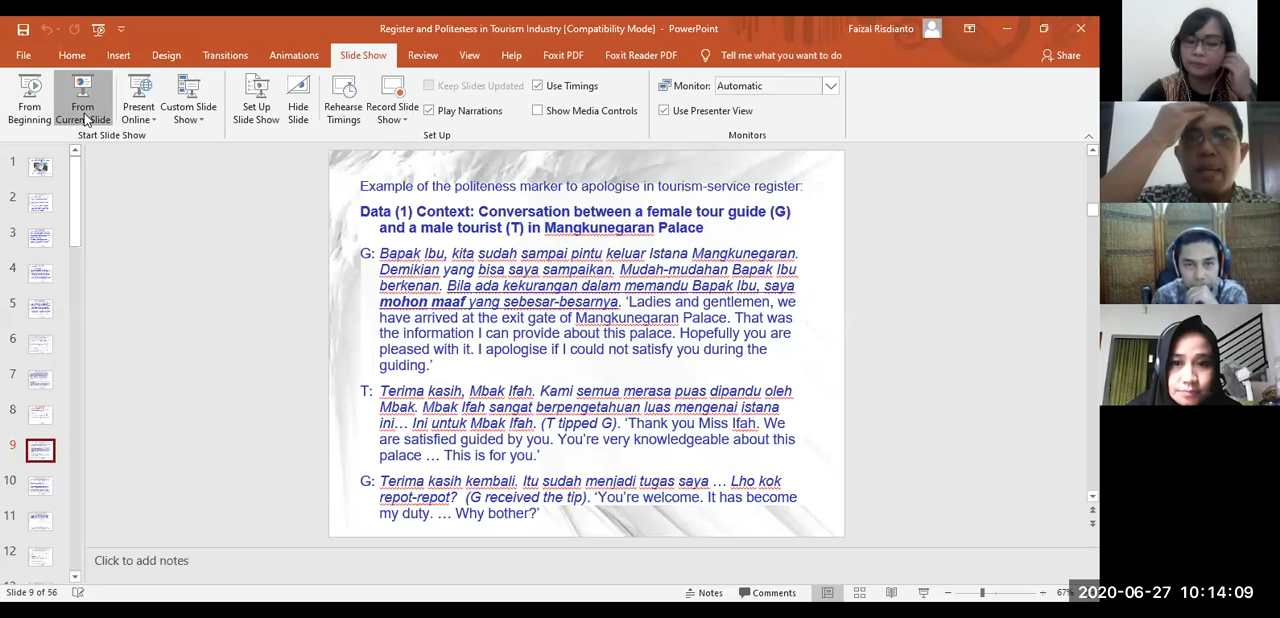 Register and Politeness in Tourism Industry [Compatibility Mode] - PowerPoint
Faizal Risdianto
File Home Insert Design Transitions Animations Slide Show Review View Help Foxit PDF Foxit Reader PDF Tell me what you want to do
Share
From Beginning
From Current Slide
Present Online
Custom Slide Show
Set Up Slide Show
Hide Slide
Rehearse Timings
Record Slide Show
Keep Slides Updated
Use Timings
Play Narrations
Show Media Controls
Monitor: Automatic
Use Presenter View
Start Slide Show
Set Up
Monitors
1
2
3
4
5
6
7
8
9
10
11
12
Example of the politeness marker to apologise in tourism-service register:
Data (1) Context: Conversation between a female tour guide (G)
and a male tourist (T) in Mangkunegaran Palace
G: Bapak Ibu, kita sudah sampai pintu keluar Istana Mangkunegaran.
Demikian yang bisa saya sampaikan. Mudah-mudahan Bapak Ibu
berkenan. Bila ada kekurangan dalam memandu Bapak Ibu, saya
mohon maaf yang sebesar-besarnya. ‘Ladies and gentlemen, we
have arrived at the exit gate of Mangkunegaran Palace. That was
the information I can provide about this palace. Hopefully you are
pleased with it. I apologise if I could not satisfy you during the
guiding.’
T: Terima kasih, Mbak Ifah. Kami semua merasa puas dipandu oleh
Mbak. Mbak Ifah sangat berpengetahuan luas mengenai istana
ini… Ini untuk Mbak Ifah. (T tipped G). ‘Thank you Miss Ifah. We
are satisfied guided by you. You’re very knowledgeable about this
palace … This is for you.’
G: Terima kasih kembali. Itu sudah menjadi tugas saya … Lho kok
repot-repot? (G received the tip). ‘You’re welcome. It has become
my duty. … Why bother?’
Click to add notes
Slide 9 of 56
Notes
Comments
67%
2020-06-27 10:14:09